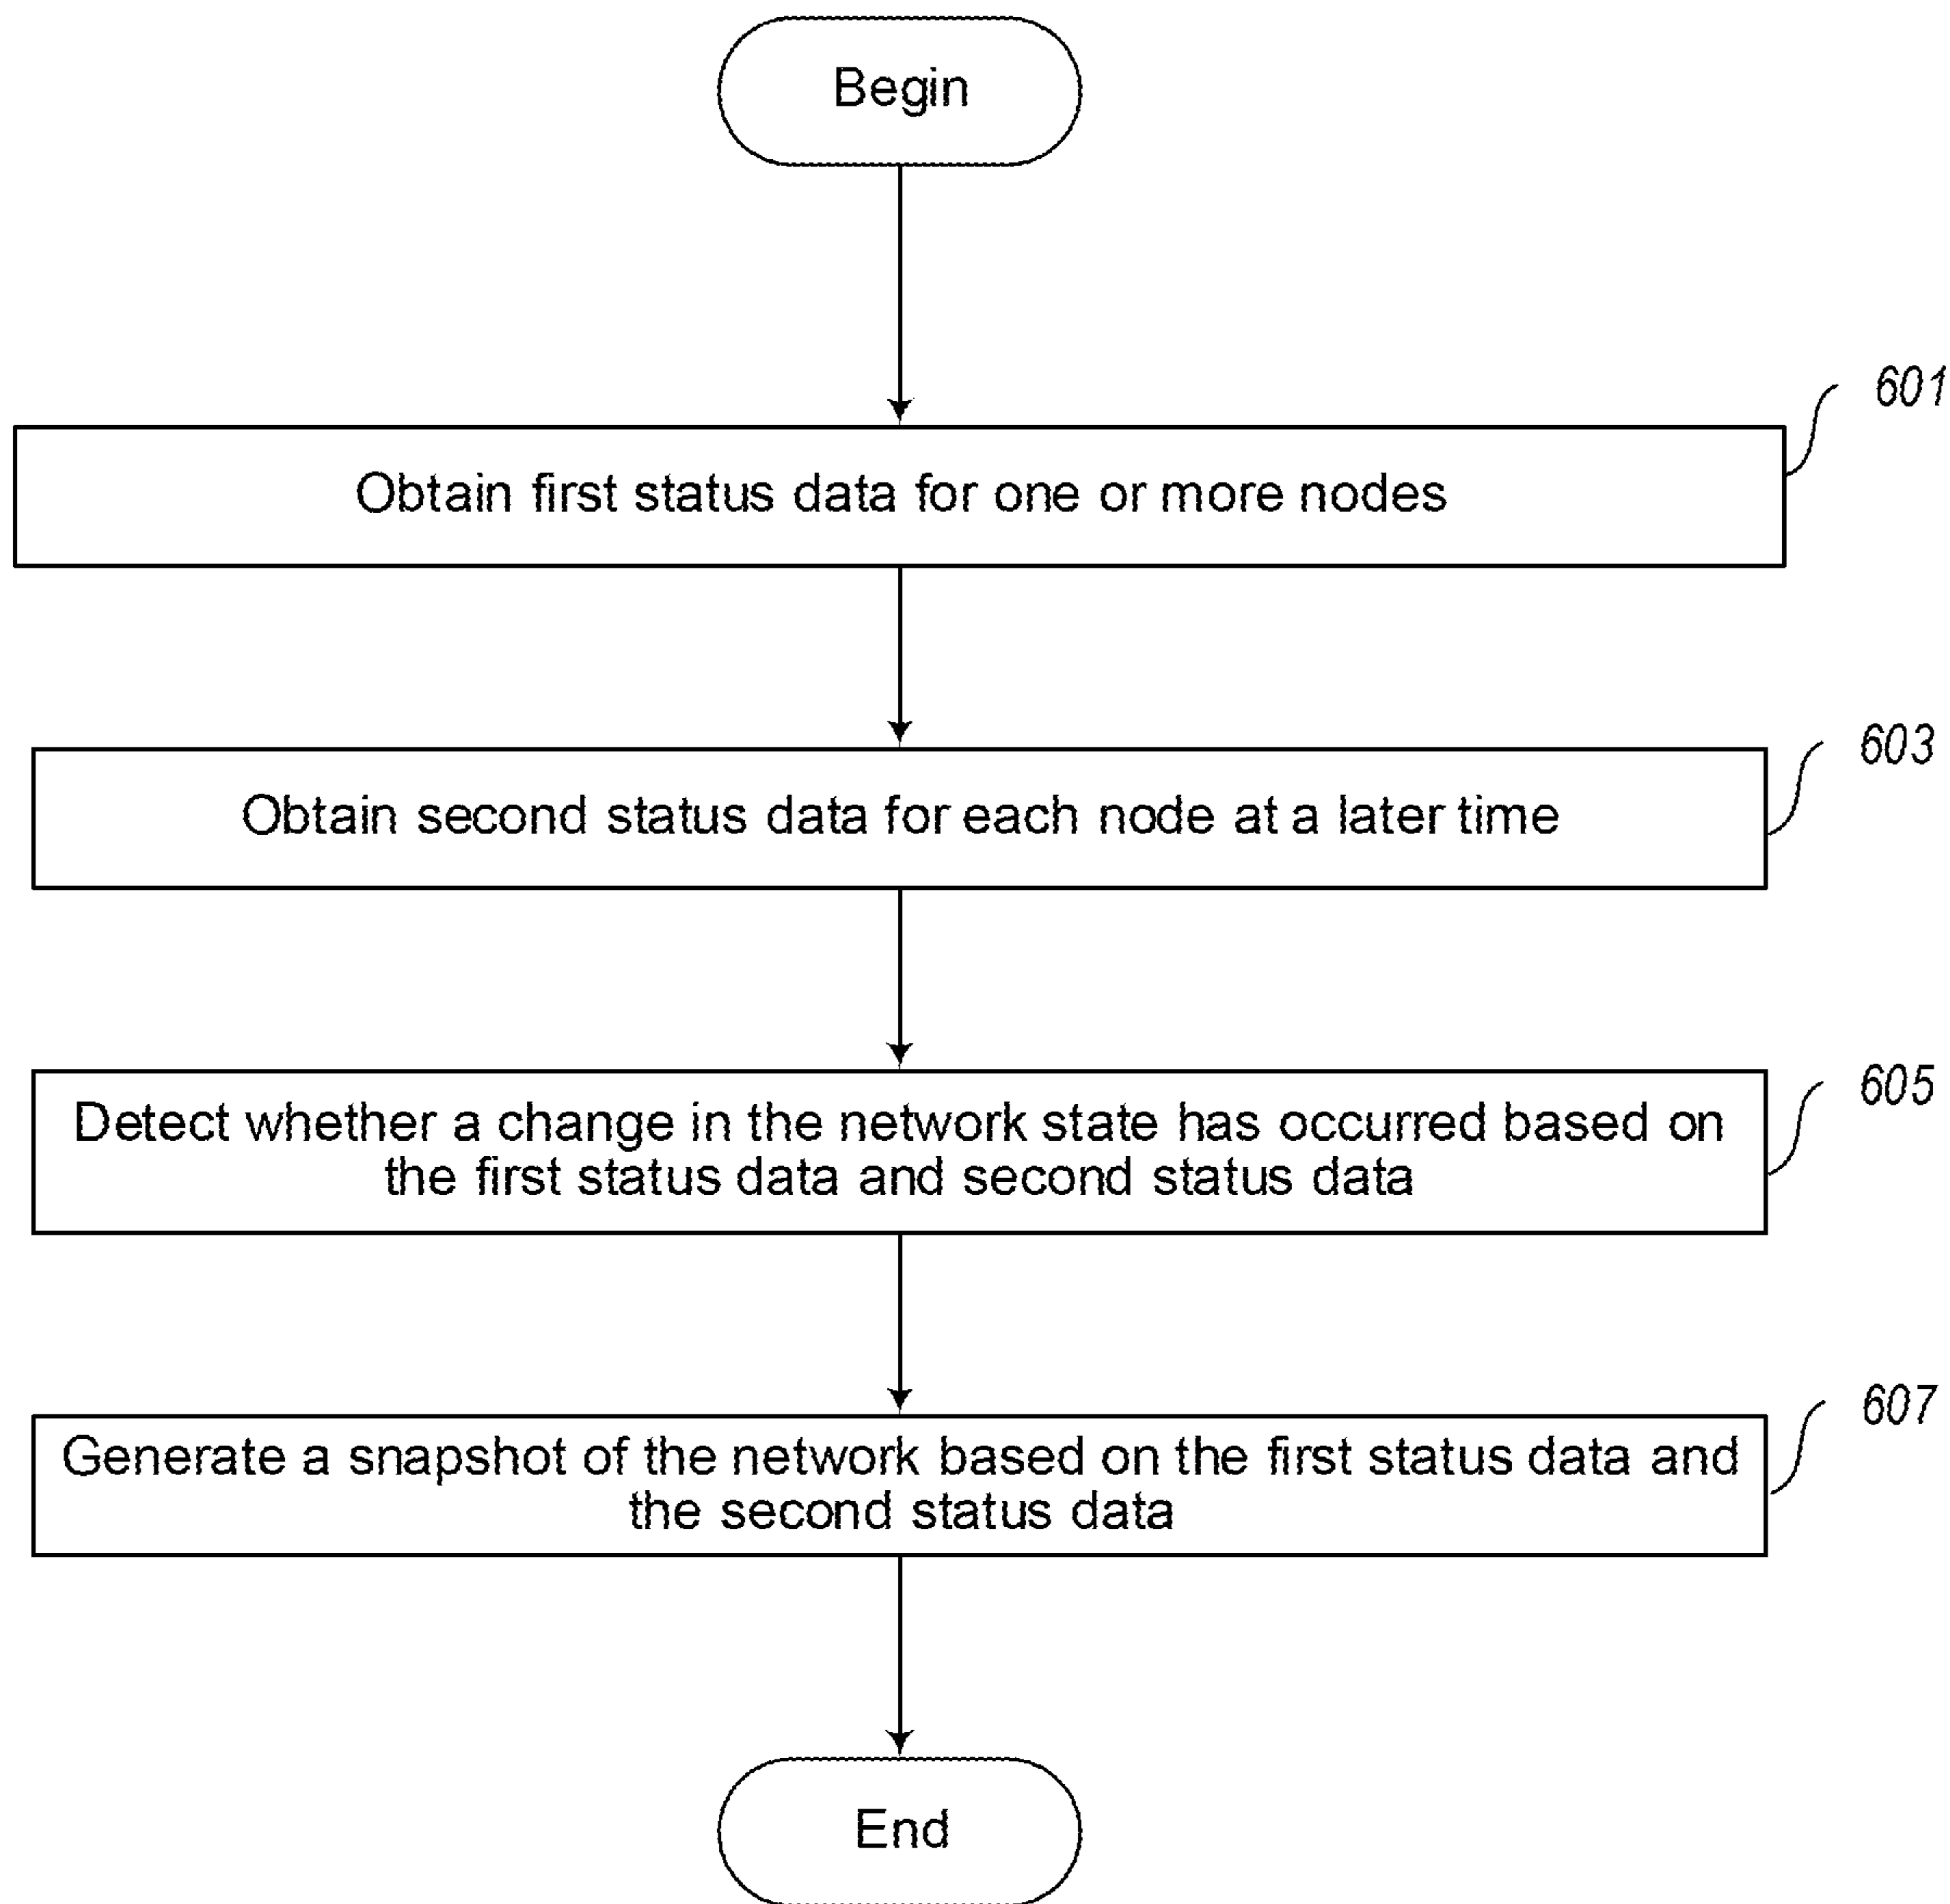 Begin
601
Obtain first status data for one or more nodes
603
Obtain second status data for each node at a later time
605
Detect whether a change in the network state has occurred based on
the first status data and second status data
607
Generate a snapshot of the network based on the first status data and
the second status data
End